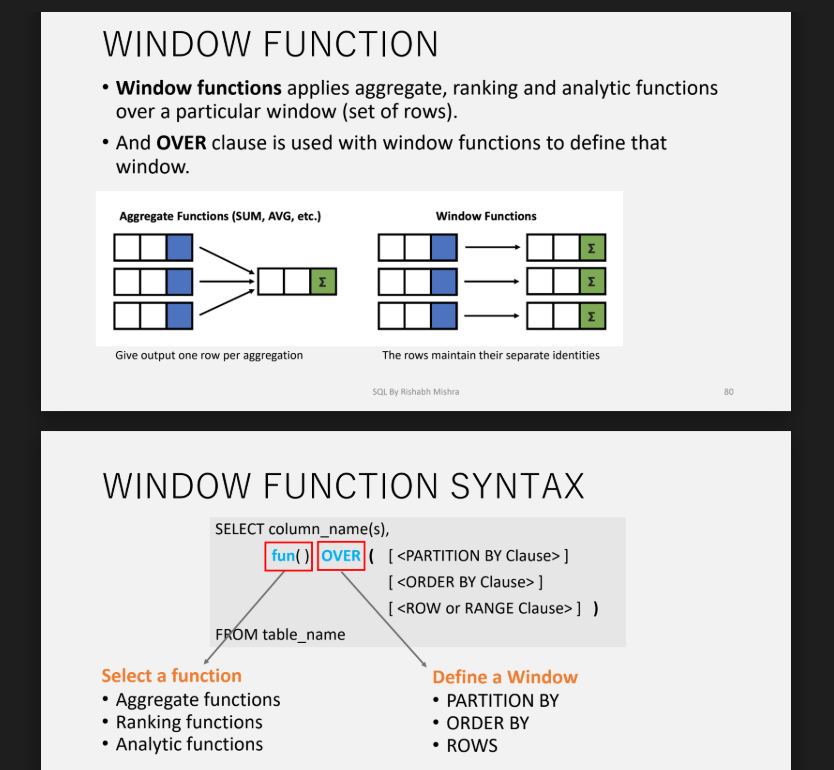 WINDOW FUNCTION
• Window functions applies aggregate, ranking and analytic functions
over a particular window (set of rows).
• And OVER clause is used with window functions to define that
window.
Aggregate Functions (SUM, AVG, etc.)
Σ
Give output one row per aggregation
Window Functions
Σ
Σ
Σ
The rows maintain their separate identities
SQL By Rishabh Mishra
80
WINDOW FUNCTION SYNTAX
SELECT column_name(s),
fun( ) OVER ( [ <PARTITION BY Clause> ]
[ <ORDER BY Clause> ]
[ <ROW or RANGE Clause> ] )
FROM table_name
Select a function
• Aggregate functions
• Ranking functions
• Analytic functions
Define a Window
• PARTITION BY
• ORDER BY
• ROWS